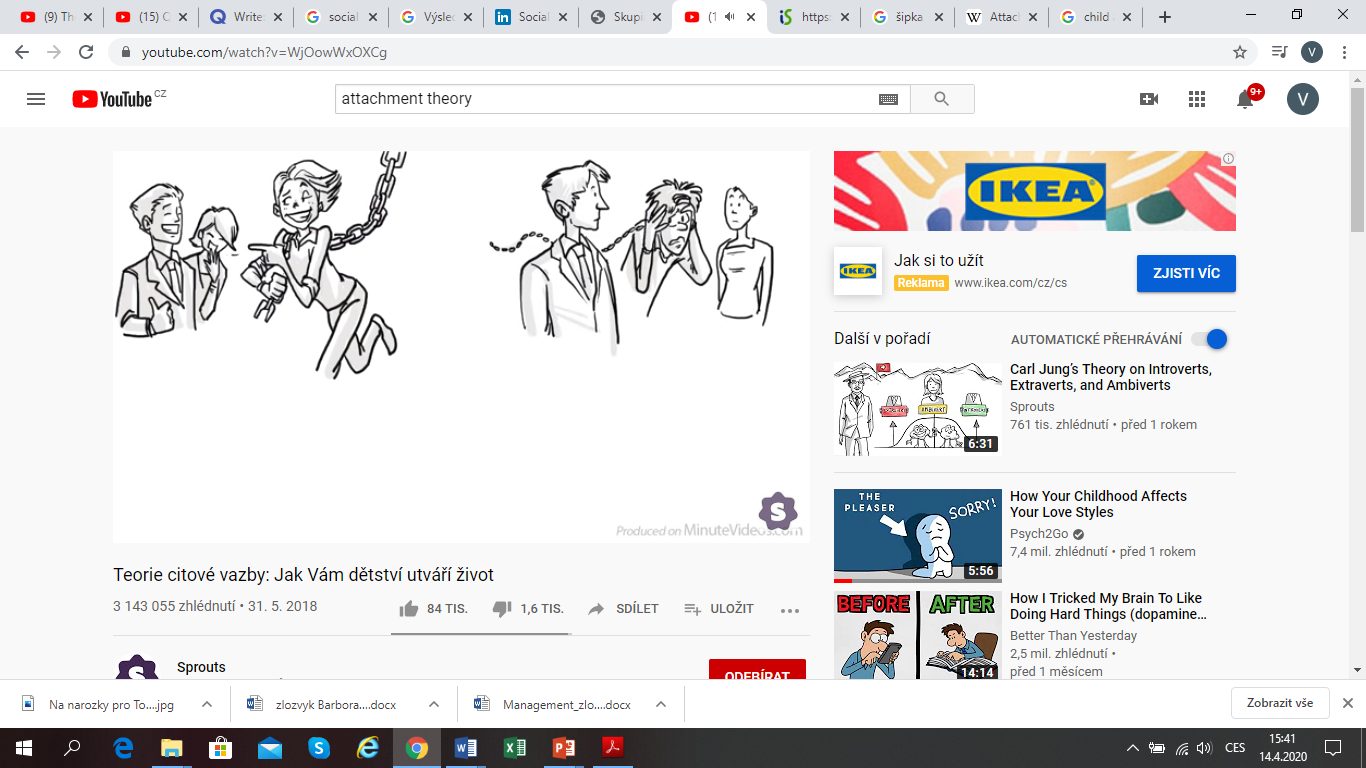 (9) Th
(15) C
Write
social
Výsled
Social
Skupi
(1
https:
šipka
Attach
child
youtube.com/watch?v=WjOowWxOXCg
V
YouTube CZ
attachment theory
9+
V
IKEA
IKEA
Jak si to užít
Reklama www.ikea.com/cz/cs
ZJISTI VÍC
Další v pořadí
AUTOMATICKÉ PŘEHRÁVÁNÍ
Carl Jung's Theory on Introverts,
Extraverts, and Ambiverts
Sprouts
761 tis. zhlédnutí • před 1 rokem
6:31
THE
PLEASER
SORRY!
5:56
How Your Childhood Affects
Your Love Styles
Psych2Go
7,4 mil. zhlédnutí • před 1 rokem
BEFORE
AFTER
14:14
How I Tricked My Brain To Like
Doing Hard Things (dopamine...
Better Than Yesterday
2,5 mil. zhlédnutí •
před 1 měsícem
S
Produced on MinuteVideos.com
Teorie citové vazby: Jak Vám dětství utváří život
3 143 055 zhlédnutí • 31. 5. 2018
84 TIS.
1,6 TIS.
SDÍLET
ULOŽIT
S
Sprouts
ODEBÍRAT
Na narozky pro To....jpg
zlozvyk Barbora....docx
Management_zlo....docx
Zobrazit vše
CES
15:41
14.4.2020